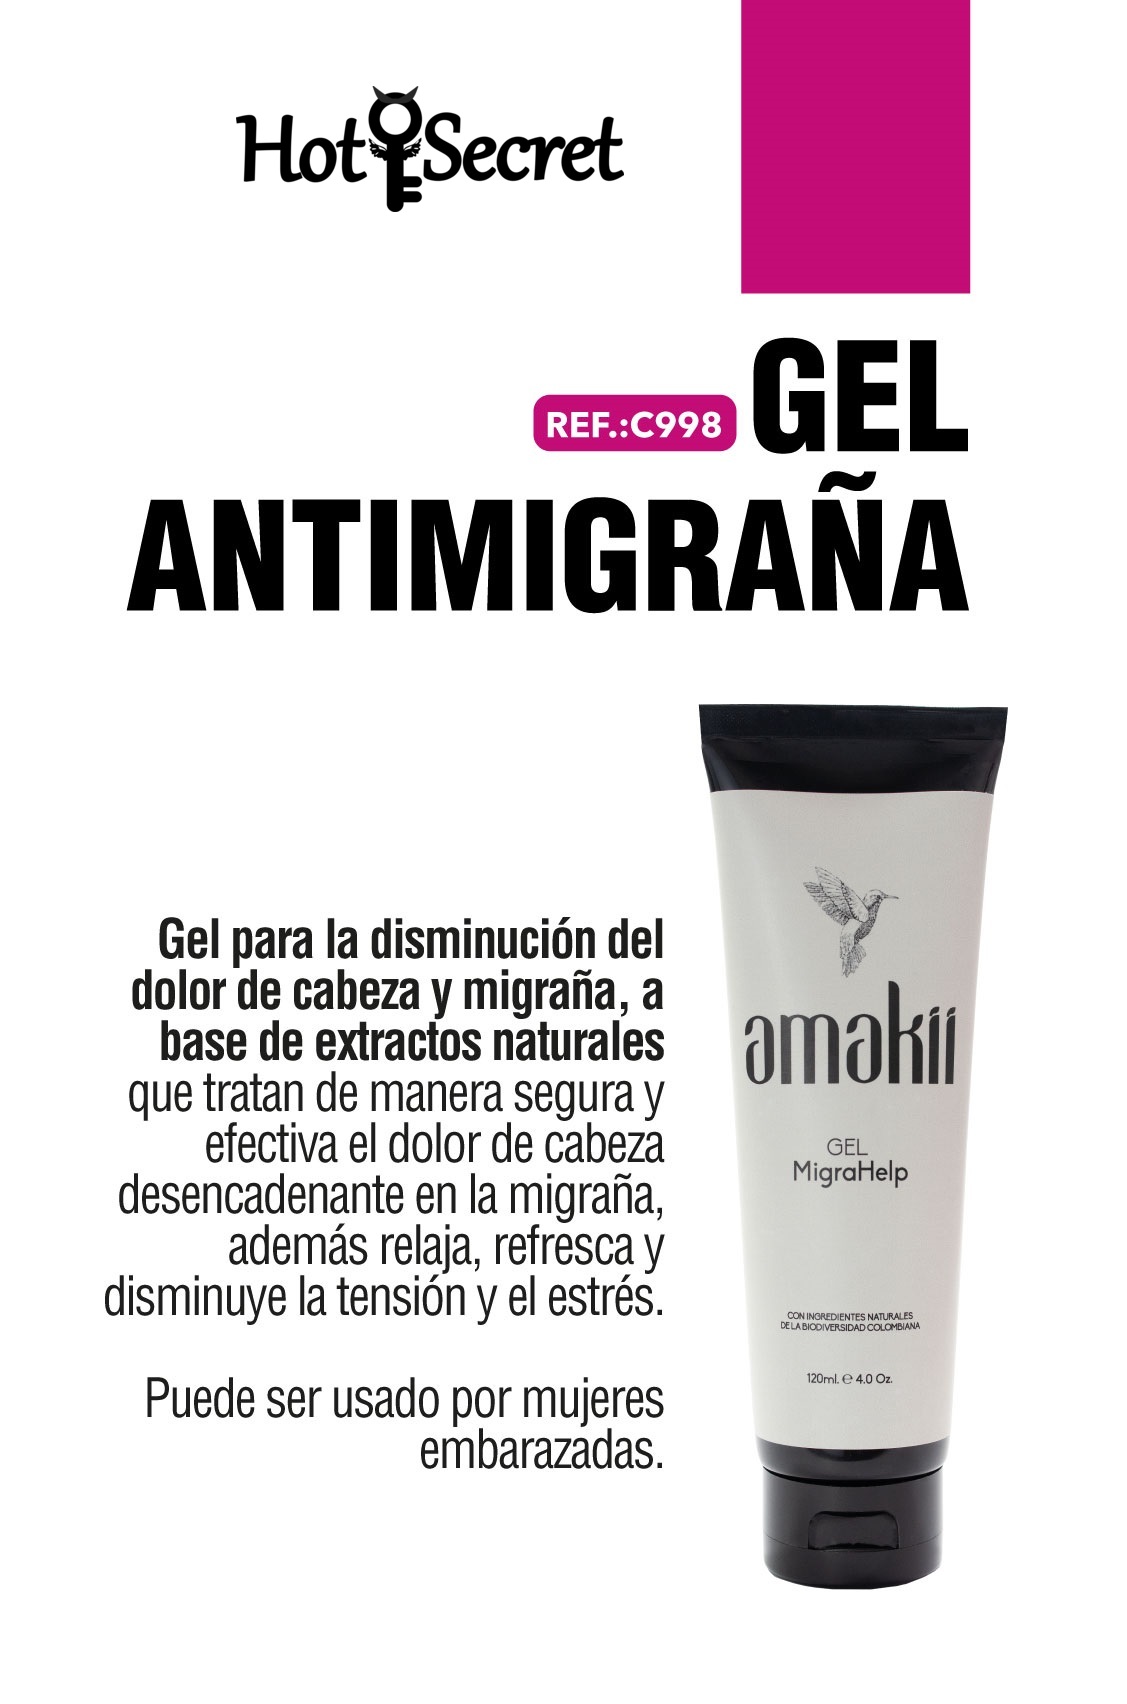 Hot Secret
GEL
REF.:C998
ANTIMIGRAÑA
Gel para la disminución del
dolor de cabeza y migraña, a
base de extractos naturales
que tratan de manera segura y
efectiva el dolor de cabeza
desencadenante en la migraña,
además relaja, refresca y
disminuye la tensión y el estrés.
Puede ser usado por mujeres
embarazadas.
amakii
GEL
MigraHelp
CON INGREDIENTES NATURALES
DE LA BIODIVERSIDAD COLOMBIANA
120ml. ℮ 4.0 Oz.